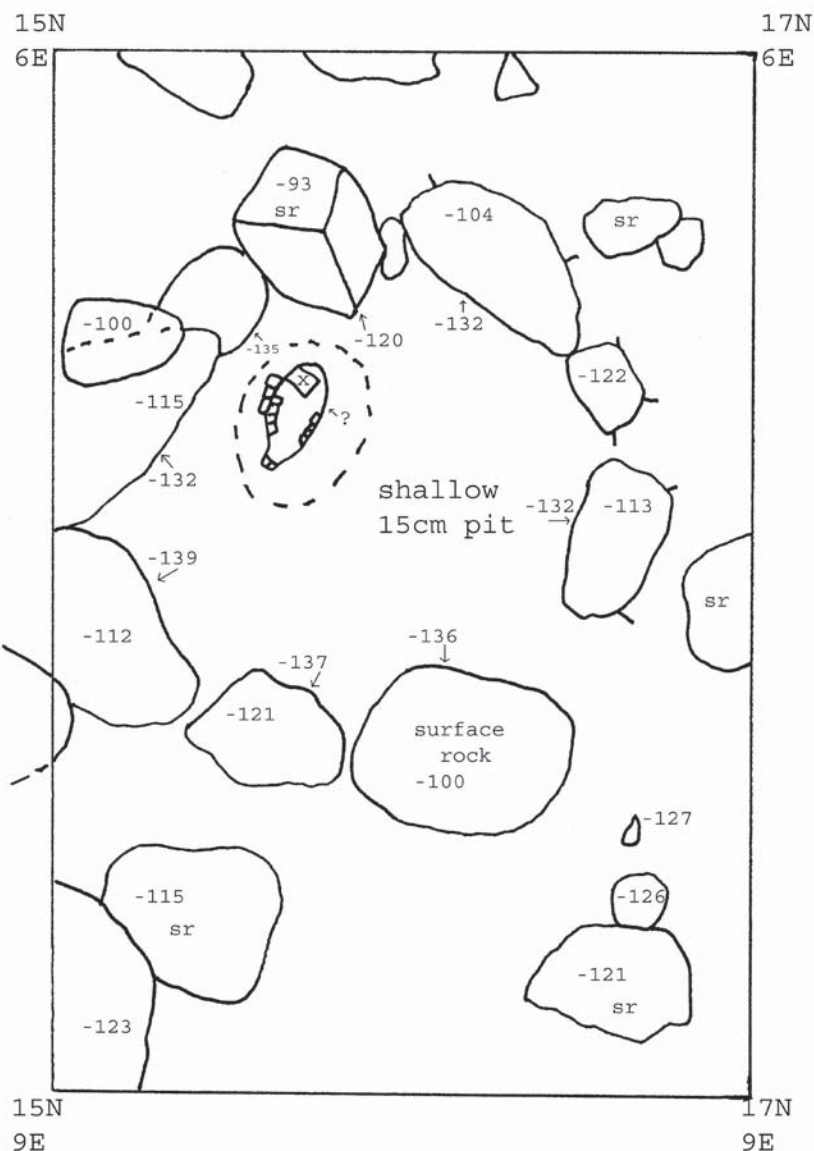 15N
17N
6E
6E
-93
sr
-104
sr
-100
-135
-120
-132
-122
-115
x
?
-132
shallow
15cm pit
-132
-113
-139
sr
-112
-136
-137
-121
surface
rock
-100
-127
-115
sr
-126
-121
sr
-123
15N
17N
9E
9E